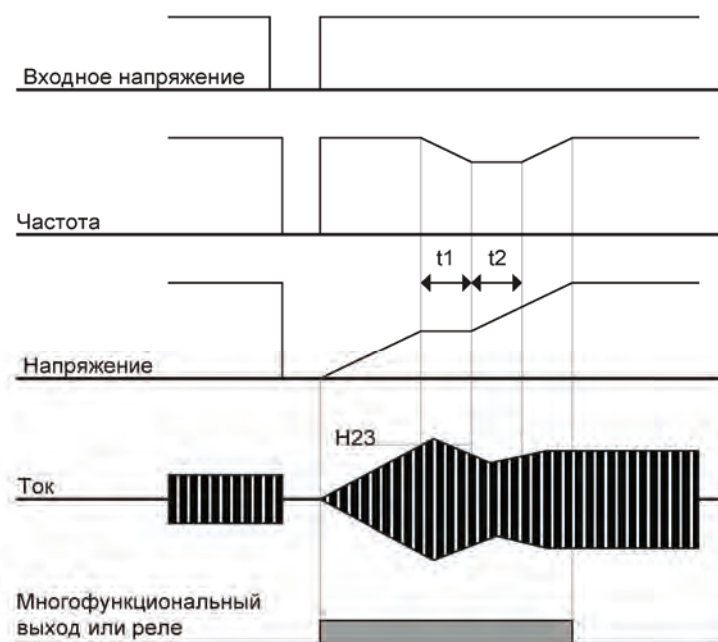 Входное напряжение
Частота
t1 t2
Напряжение
H23
Ток
Многофункциональный
выход или реле